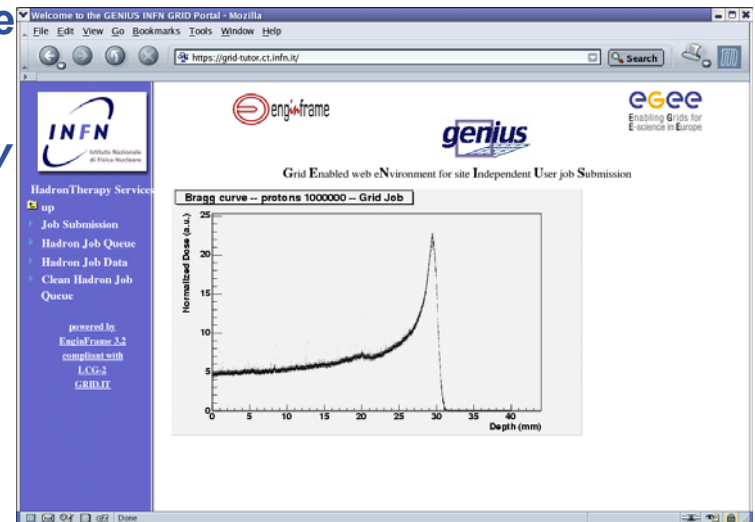 e
y
Welcome to the GENIUS INFN GRID Portal - Mozilla
File Edit View Go Bookmarks Tools Window Help
https://grid-tutor.ct.infn.it/
Search
INFN
Istituto Nazionale
di Fisica Nucleare
HadronTherapy Services
up
Job Submission
Hadron Job Queue
Hadron Job Data
Clean Hadron Job
Queue
powered by
EnginFrame 3.2
compliant with
LCG-2
GRID.IT
enginframe
genius
eGee
Enabling Grids for
E-science in Europe
Grid Enabled web eNvironment for site Independent User job Submission
Bragg curve -- protons 1000000 -- Grid Job
Normalized Dose (a.u.)
25
20
15
10
5
0
0 5 10 15 20 25 30 35 40
Depth (mm)
Done